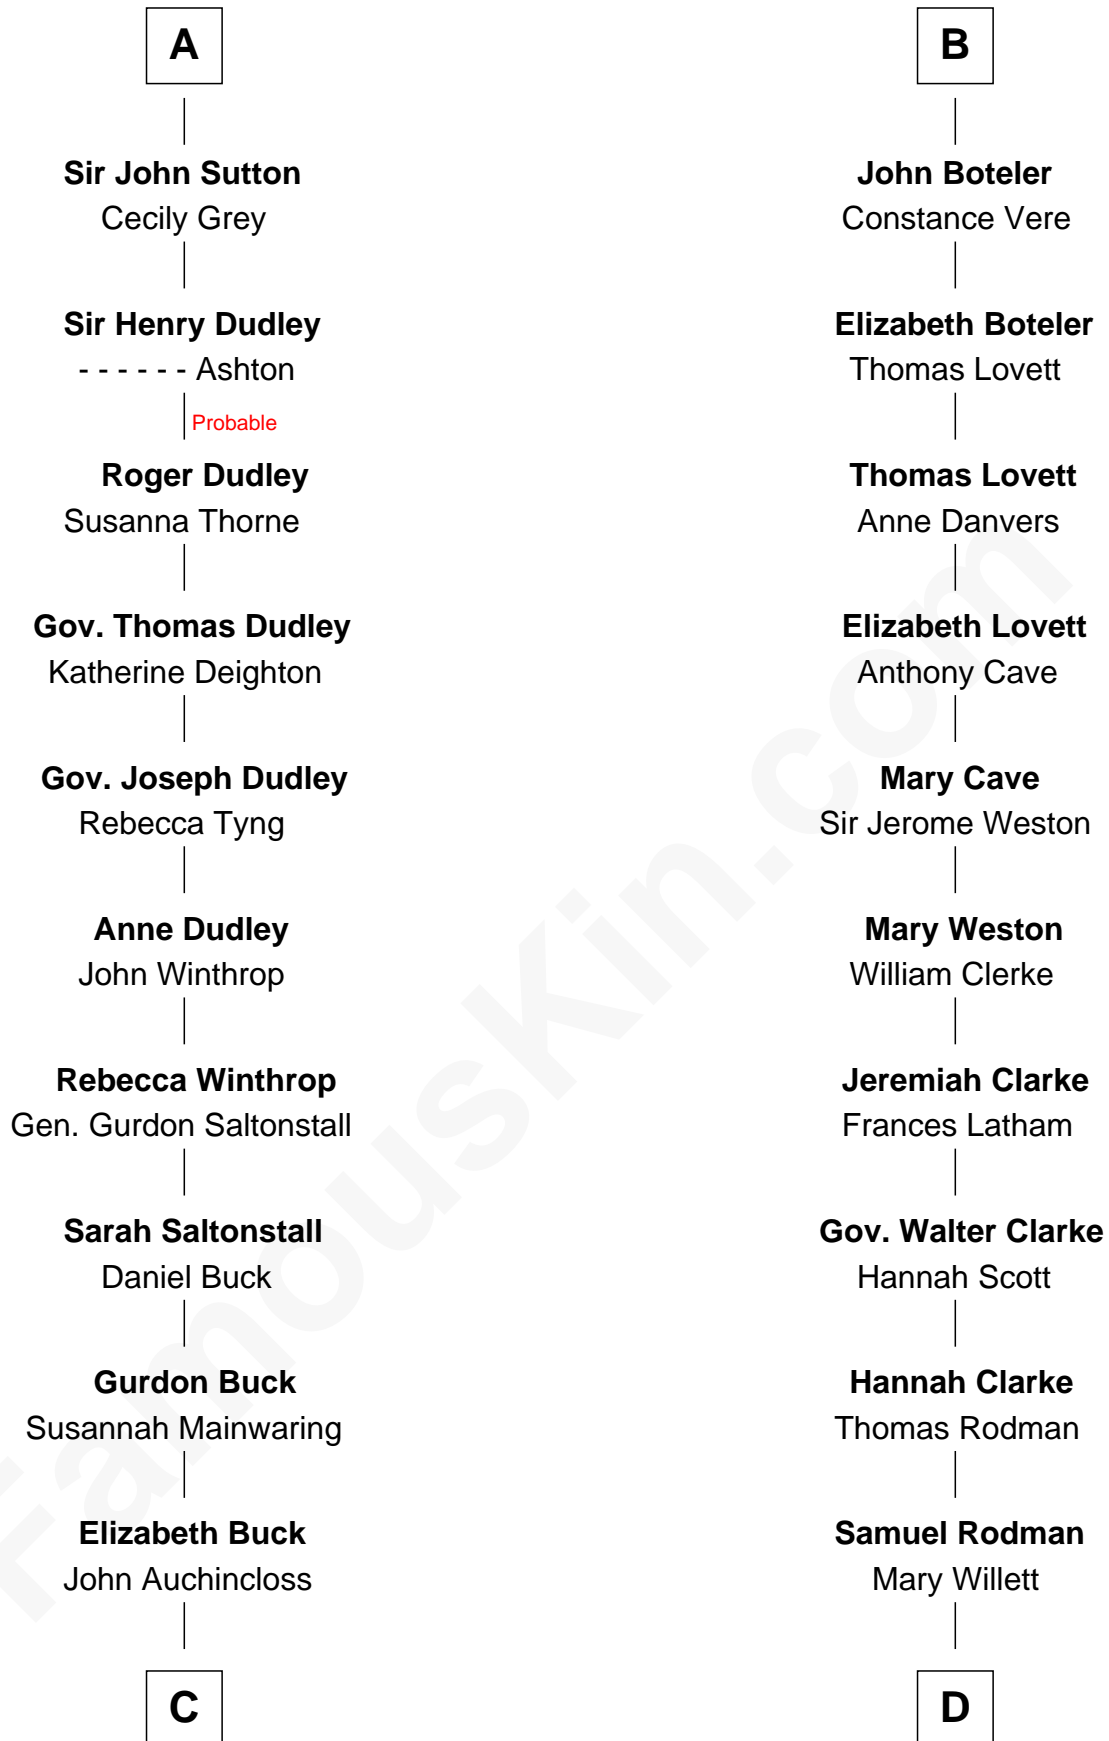 A
Sir John Sutton
Cecily Grey
Sir Henry Dudley
- - - - - - Ashton
Probable
Roger Dudley
Susanna Thorne
Gov. Thomas Dudley
Katherine Deighton
Gov. Joseph Dudley
Rebecca Tyng
Anne Dudley
John Winthrop
Rebecca Winthrop
Gen. Gurdon Saltonstall
Sarah Saltonstall
Daniel Buck
Gurdon Buck
Susannah Mainwaring
Elizabeth Buck
John Auchincloss
C
B
John Boteler
Constance Vere
Elizabeth Boteler
Thomas Lovett
Thomas Lovett
Anne Danvers
Elizabeth Lovett
Anthony Cave
Mary Cave
Sir Jerome Weston
Mary Weston
William Clerke
Jeremiah Clarke
Frances Latham
Gov. Walter Clarke
Hannah Scott
Hannah Clarke
Thomas Rodman
Samuel Rodman
Mary Willett
D
FamousKin.com